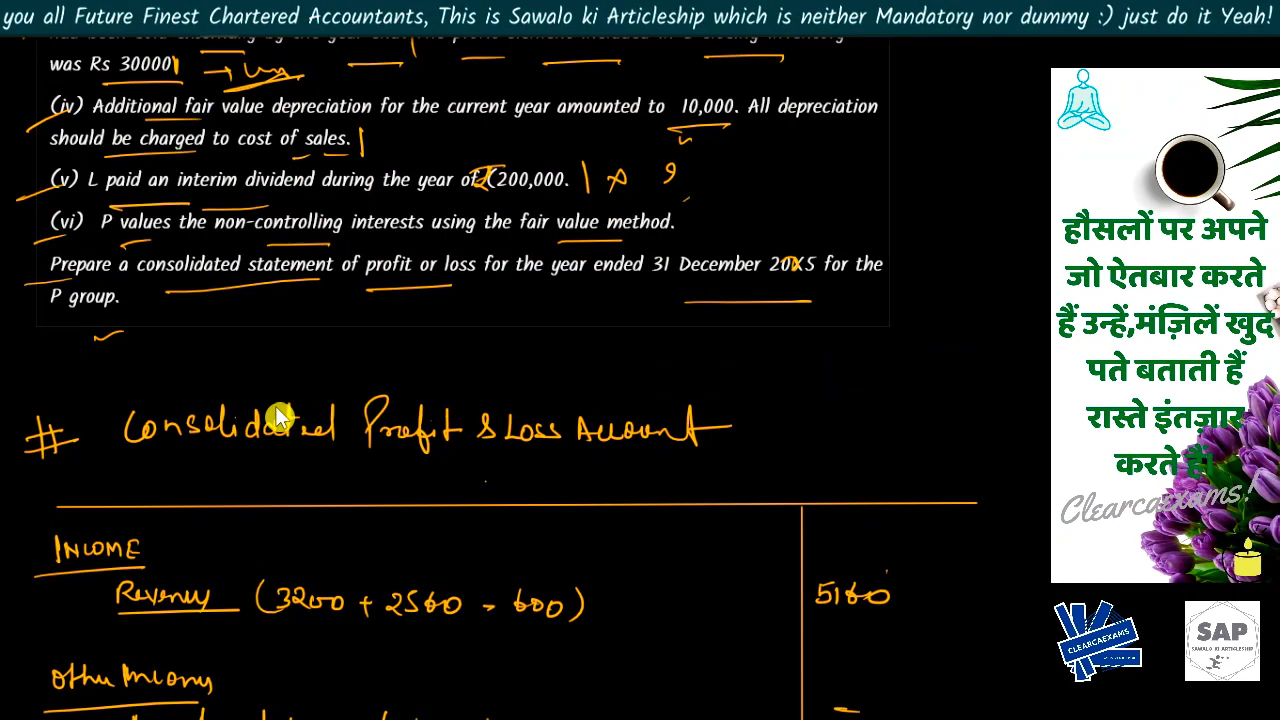 you all Future Finest Chartered Accountants, This is Sawalo ki Articleship which is neither Mandatory nor dummy :) just do it Yeah!
was Rs 30000
(iv) Additional fair value depreciation for the current year amounted to 10,000. All depreciation
should be charged to cost of sales.
(v) L paid an interim dividend during the year of (200,000.
(vi) P values the non-controlling interests using the fair value method.
Prepare a consolidated statement of profit or loss for the year ended 31 December 20X5 for the
P group.
# Consolidated Profit & Loss Account
INCOME
Revenue (3200 + 2560 - 600) 5160
Other Income
हौसलों पर अपने
जो ऐतबार करते
हैं उन्हें,मंज़िलें खुद
पते बताती हैं
रास्ते इंतज़ार
करते हैं।
Clearcaexams!
CLEARCAEXAMS
SAP
SAWALO KI ARTICLESHIP